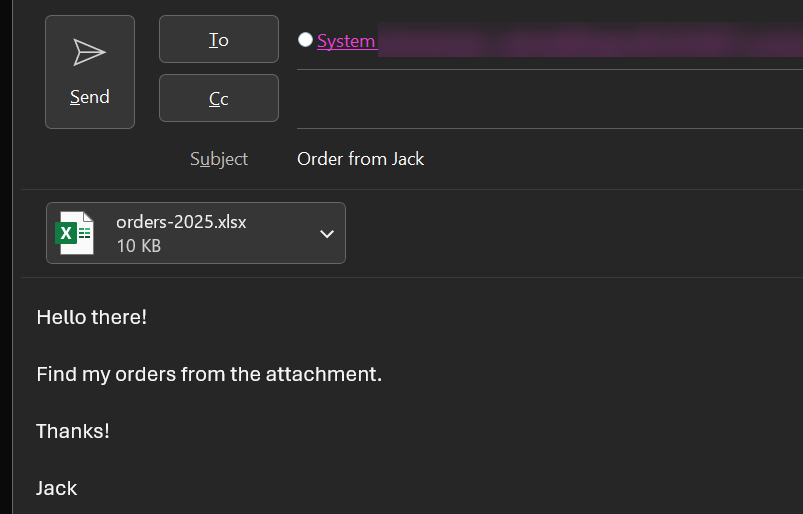 To
System
Send
Cc
Subject
Order from Jack
orders-2025.xlsx
10 KB
Hello there!
Find my orders from the attachment.
Thanks!
Jack